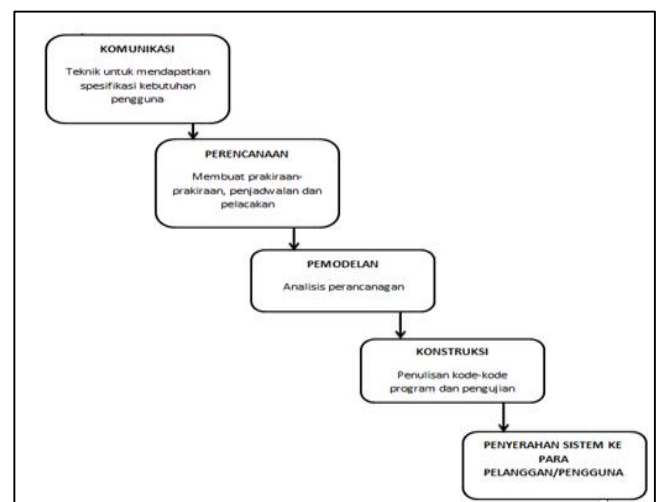 KOMUNIKASI
Teknik untuk mendapatkan
spesifikasi kebutuhan
pengguna
PERENCANAAN
Membuat prakiraan-
prakiraan, penjadwalan dan
pelacakan
PEMODELAN
Analisis perancanagan
KONSTRUKSI
Penulisan kode-kode
program dan pengujian
PENYERAHAN SISTEM KE
PARA
PELANGGAN/PENGGUNA